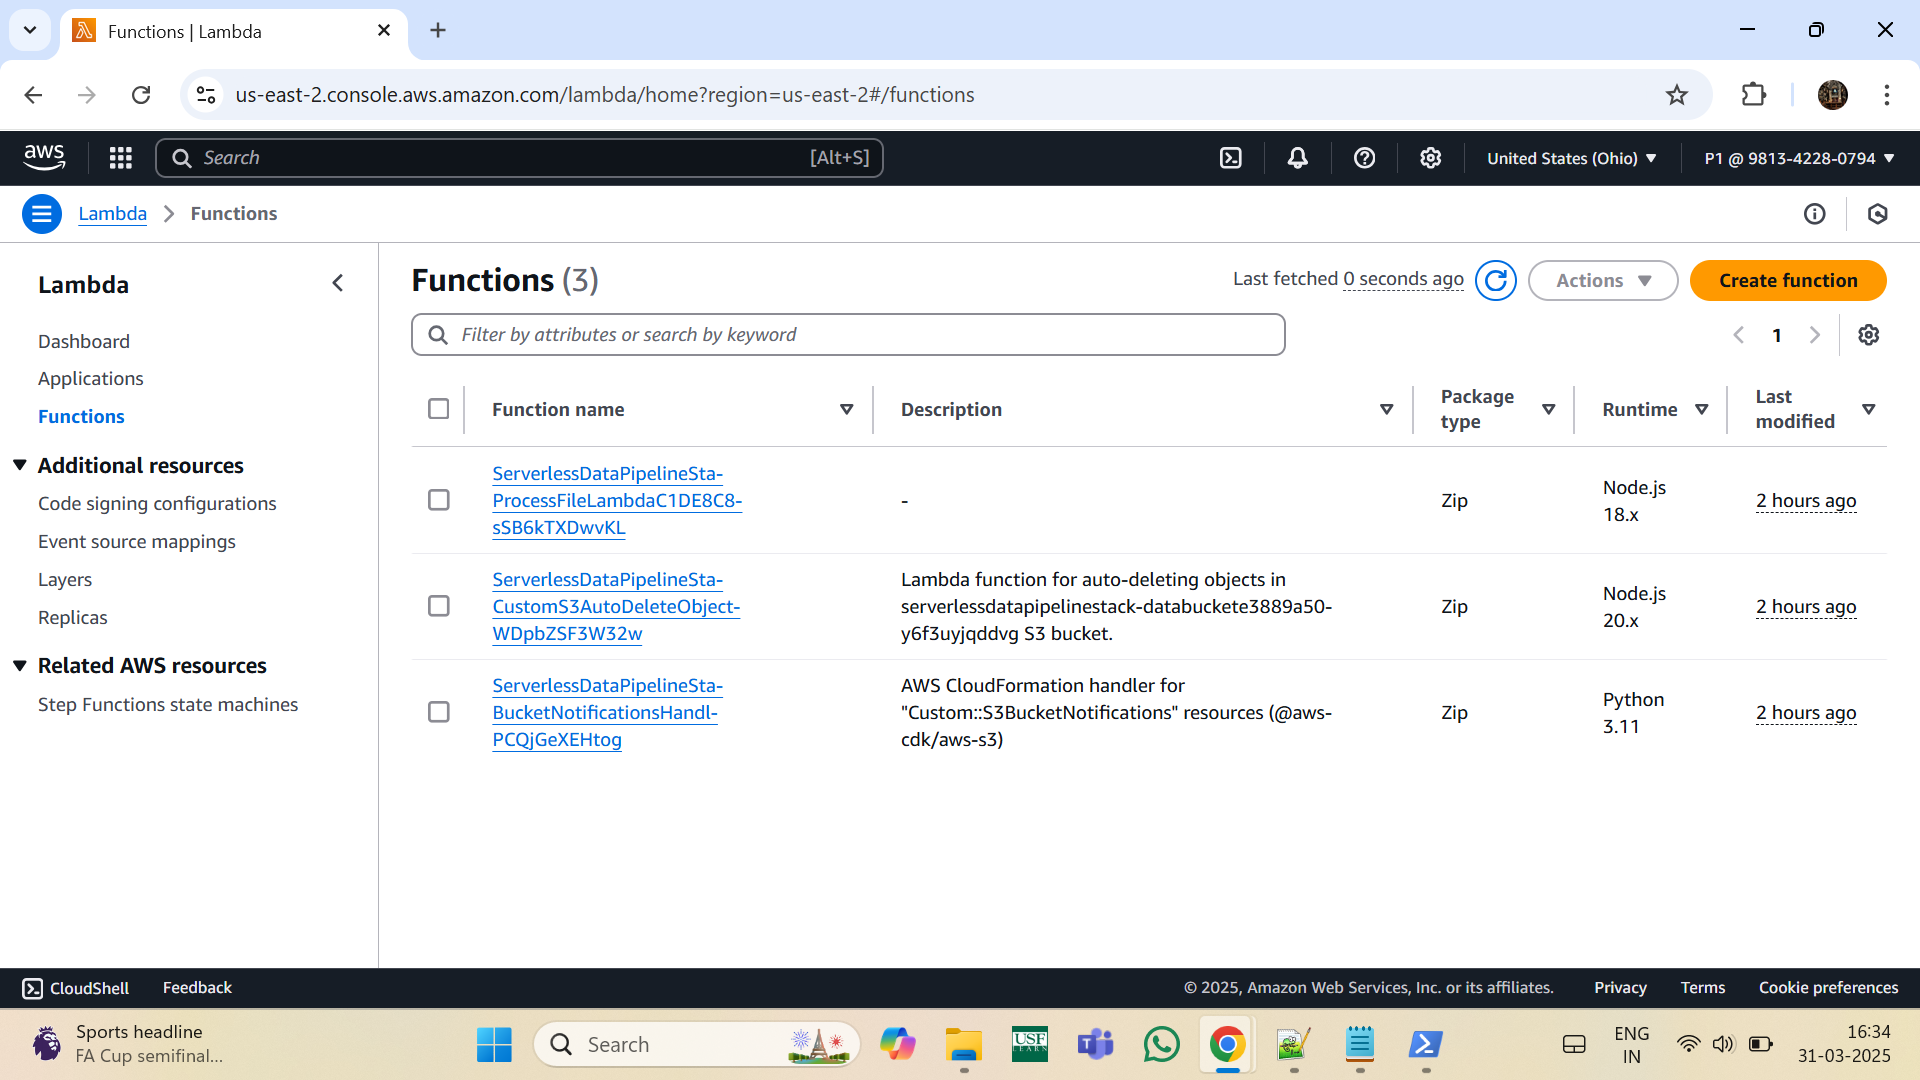 Functions | Lambda
us-east-2.console.aws.amazon.com/lambda/home?region=us-east-2#/functions
aws
Search
[Alt+S]
United States (Ohio)
P1 @ 9813-4228-0794
Lambda
Functions
Lambda
Dashboard
Applications
Functions
Additional resources
Code signing configurations
Event source mappings
Layers
Replicas
Related AWS resources
Step Functions state machines
Functions (3)
Last fetched 0 seconds ago
Actions
Create function
Filter by attributes or search by keyword
1
Function name
Description
Package
type
Runtime
Last
modified
ServerlessDataPipelineSta-
ProcessFileLambdaC1DE8C8-
sSB6kTXDwvKL
-
Zip
Node.js
18.x
2 hours ago
ServerlessDataPipelineSta-
CustomS3AutoDeleteObject-
WDpbZSF3W32w
Lambda function for auto-deleting objects in
serverlessdatapipelinestack-databuckete3889a50-
y6f3uyjqddvg S3 bucket.
Zip
Node.js
20.x
2 hours ago
ServerlessDataPipelineSta-
BucketNotificationsHandl-
PCQjGeXEHtog
AWS CloudFormation handler for
"Custom::S3BucketNotifications" resources (@aws-
cdk/aws-s3)
Zip
Python
3.11
2 hours ago
CloudShell
Feedback
© 2025, Amazon Web Services, Inc. or its affiliates.
Privacy
Terms
Cookie preferences
Sports headline
FA Cup semifinal...
Search
USF
LEARN
ENG
IN
16:34
31-03-2025